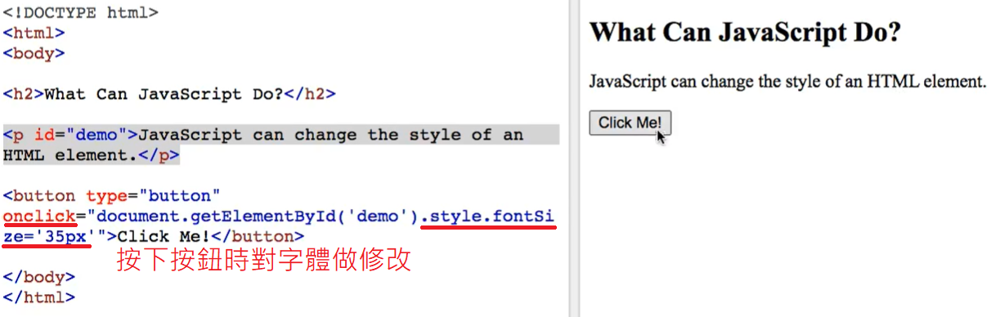 <!DOCTYPE html>
<html>
<body>
<h2>What Can JavaScript Do?</h2>
<p id="demo">JavaScript can change the style of an
HTML element.</p>
<button type="button"
onclick="document.getElementById('demo').style.fontSi
ze='35px'">Click Me!</button>
按下按鈕時對字體做修改
</body>
</html>
What Can JavaScript Do?
JavaScript can change the style of an HTML element.
Click Me!